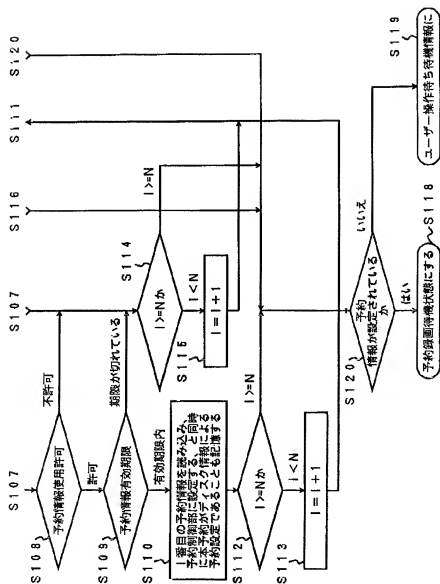 S107
S107
S116
S111
S120
S108
予約情報使用許可
不許可
許可
S109
予約情報有効期限
期限が切れている
有効期限内
S110
I番目の予約情報を読み込み、
予約制御部に設定する、と同時
に本予約がディスク情報による
予約設定であることも記憶する
S114
I>=Nか
I>=N
I<N
S115
I=I+1
S112
I>=Nか
I>=N
I<N
S113
I=I+1
S120
予約
情報が設定されている
か
いいえ
はい
S118
予約録画待機状態にする
S119
ユーザー操作待ち待機情報に